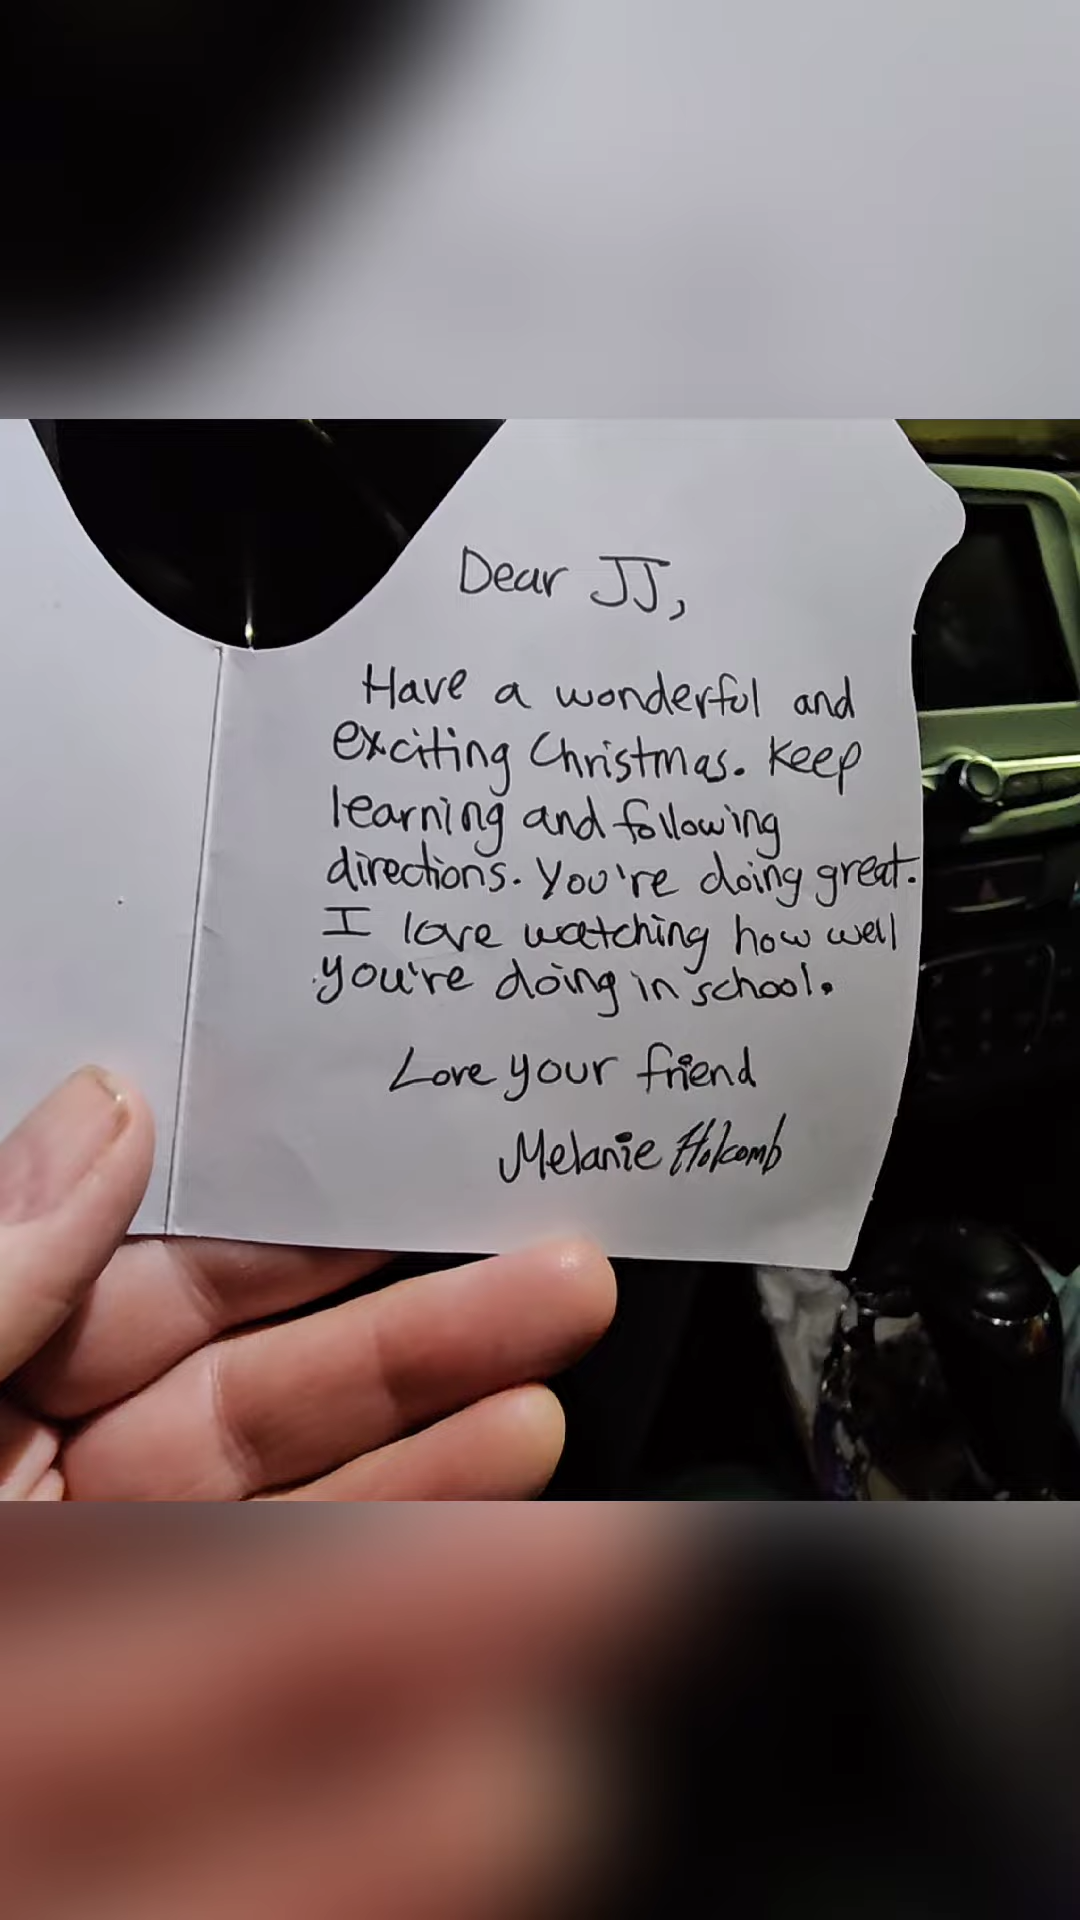 Dear JJ,
Have a wonderful and
exciting Christmas. Keep
learning and following
directions. You're doing great.
I love watching how well
you're doing in school.
Love your friend
Melanie Holcomb